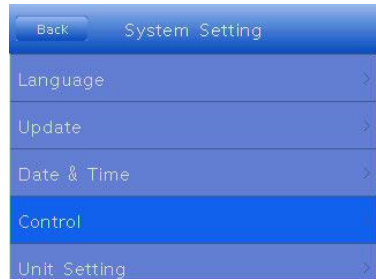 Back System Setting
Language
Update
Date & Time
Control
Unit Setting